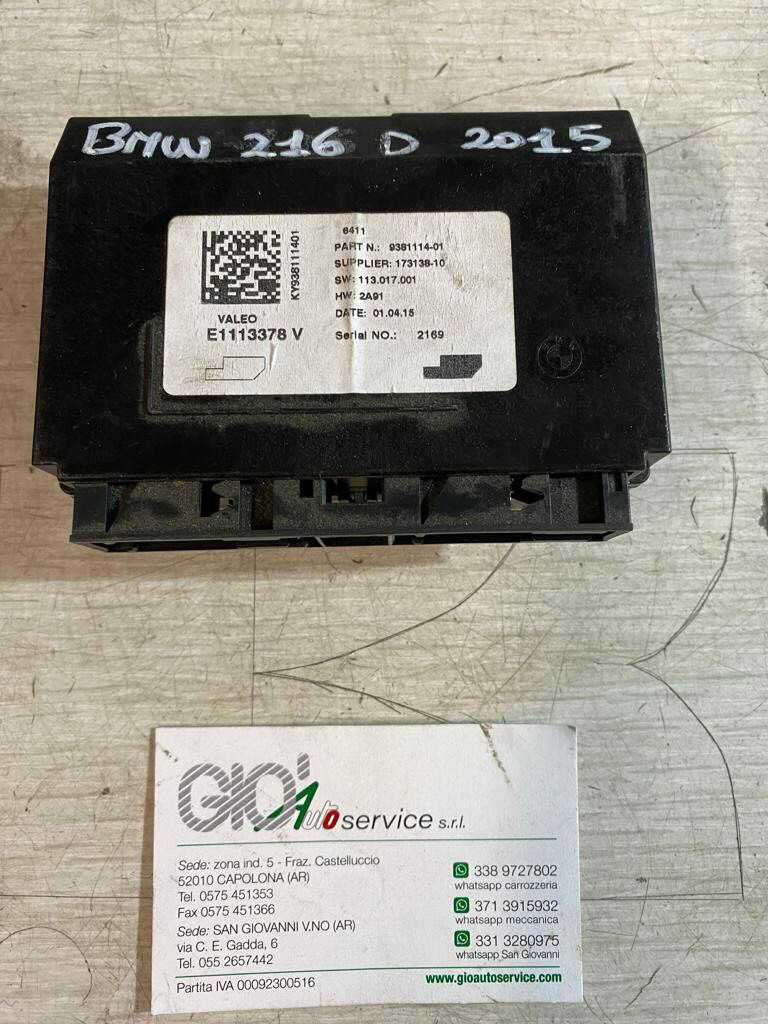 BMW 216 D 2015
KY938111401
VALEO
E1113378 V
6411
PART N.: 9381114-01
SUPPLIER: 173138-10
SW: 113.017.001
HW: 2A91
DATE: 01.04.15
Serial NO.: 2169
GIO' Auto service s.r.l.
Sede: zona ind. 5 - Fraz. Castelluccio
52010 CAPOLONA (AR)
Tel. 0575 451353
Fax 0575 451366
Sede: SAN GIOVANNI V.NO (AR)
via C. E. Gadda, 6
Tel. 055 2657442
Partita IVA 00092300516
338 9727802
whatsapp carrozzeria
371 3915932
whatsapp meccanica
331 3280975
whatsapp San Giovanni
www.gioautoservice.com